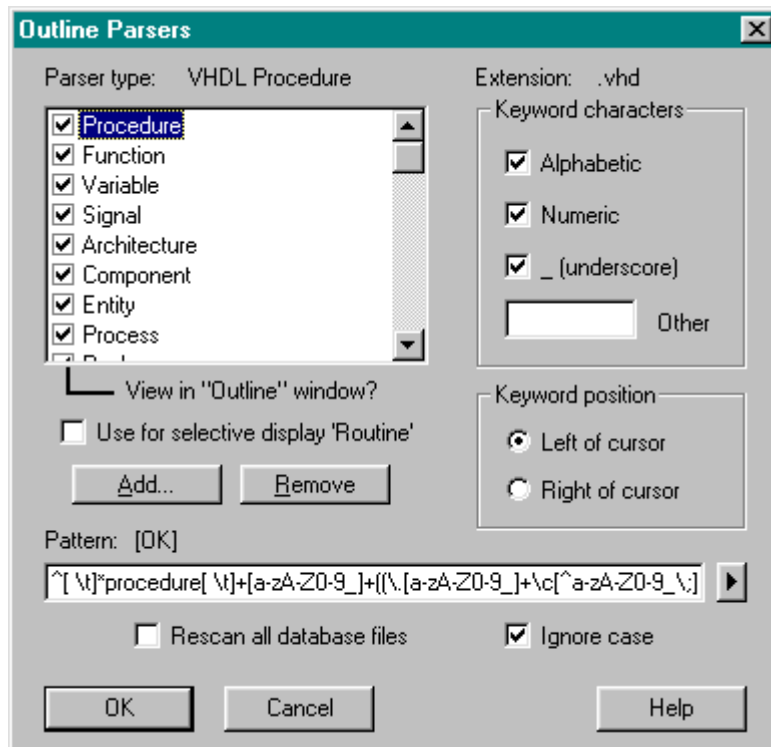 Outline Parsers
Parser type: VHDL Procedure
Extension: .vhd
Procedure
Function
Variable
Signal
Architecture
Component
Entity
Process
View in "Outline" window?
Use for selective display 'Routine'
Add...
Remove
Keyword characters
Alphabetic
Numeric
_ (underscore)
Other
Keyword position
Left of cursor
Right of cursor
Pattern: [OK]
^[ \t]*procedure[ \t]+[a-zA-Z0-9_]+((\.[a-zA-Z0-9_]+\c[^a-zA-Z0-9_\;]
Rescan all database files
Ignore case
OK
Cancel
Help